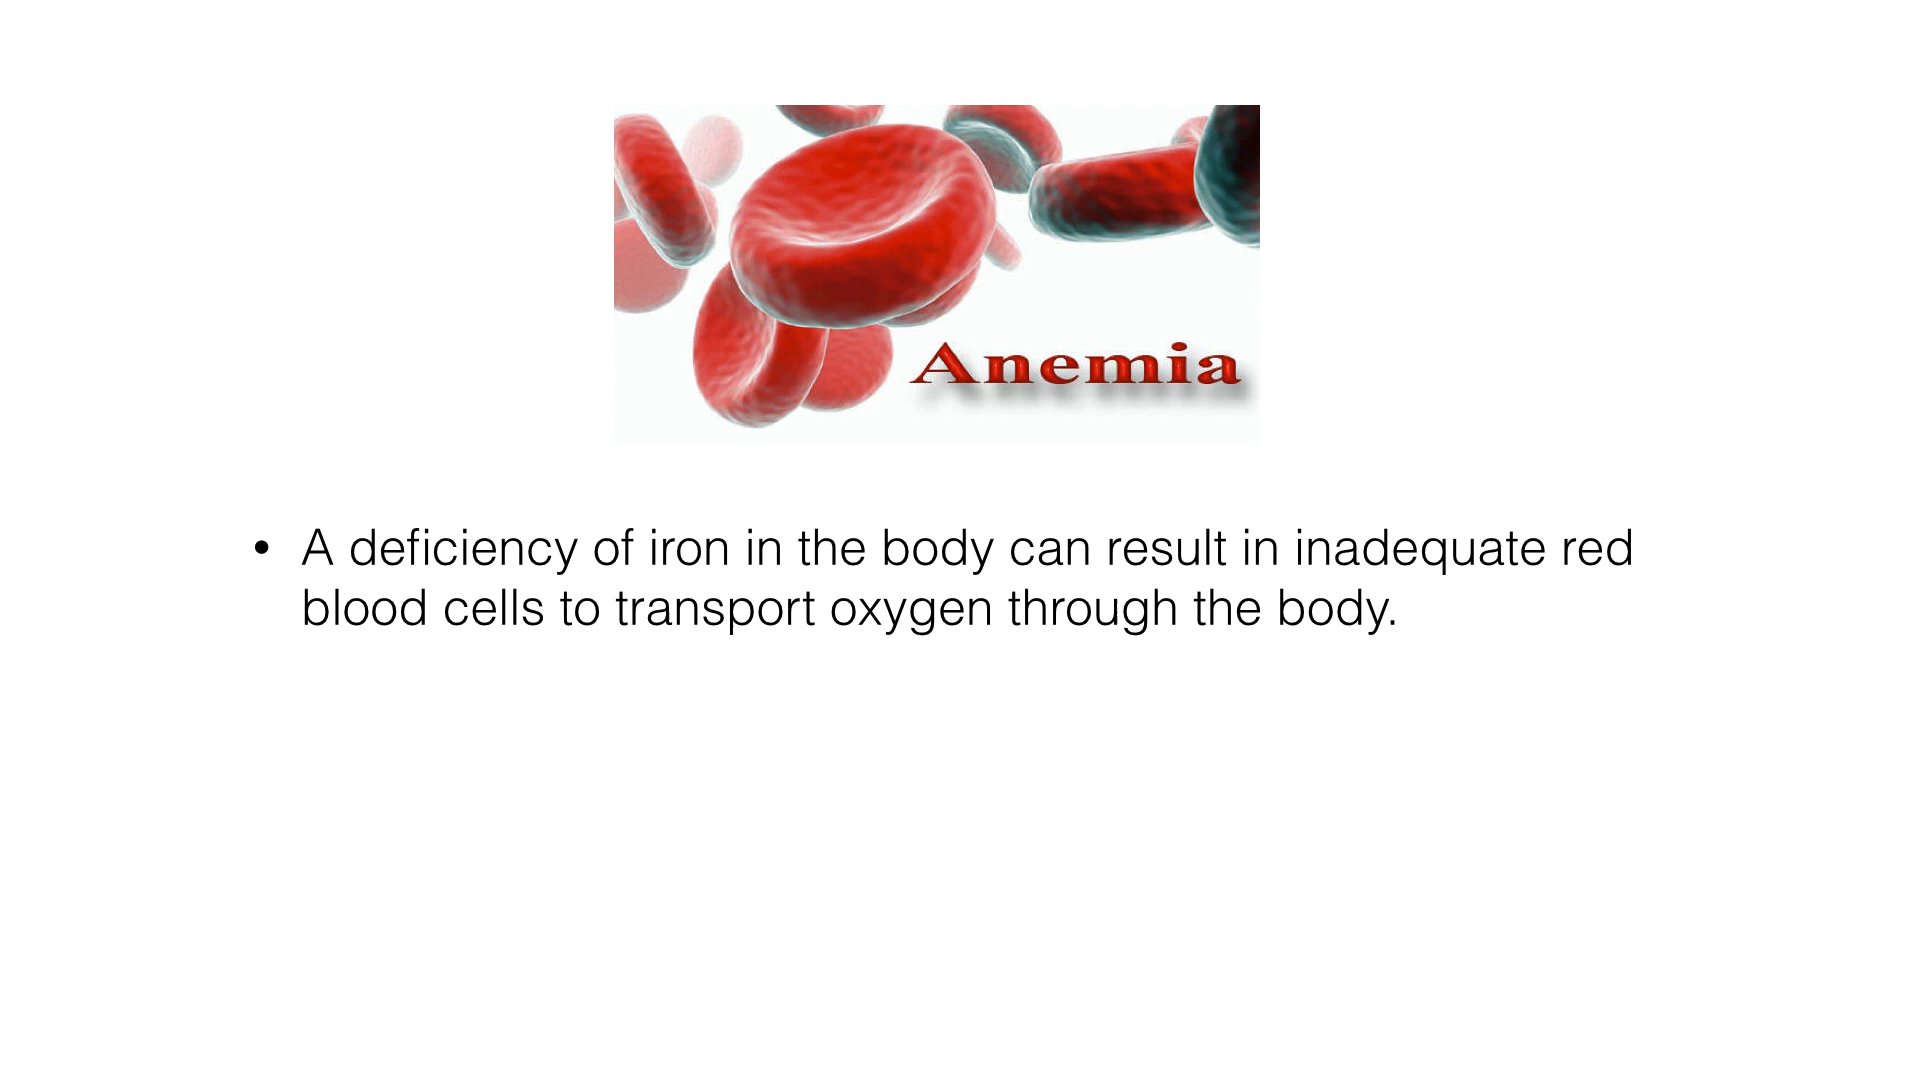 Anemia
• A deficiency of iron in the body can result in inadequate red
blood cells to transport oxygen through the body.